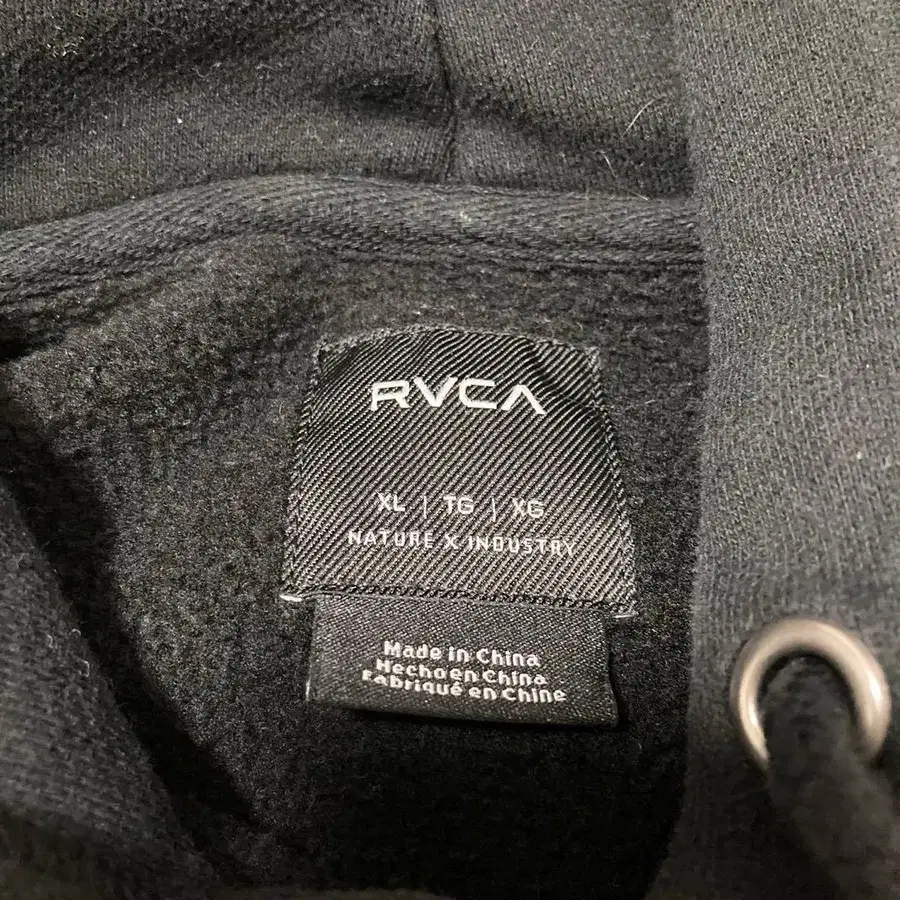 RVCA
XL | TG | XG
NATURE X INDUSTRY
Made in China
Hecho en China
Fabriqué en Chine